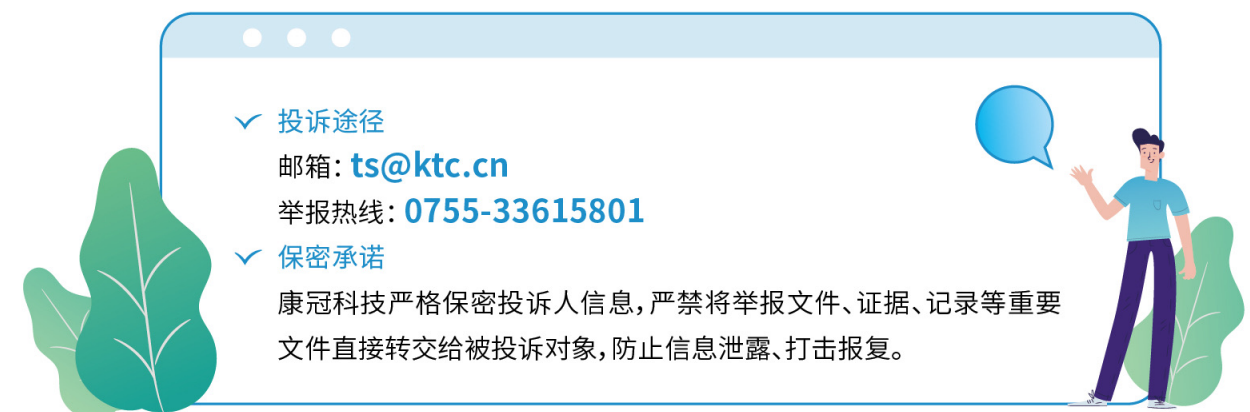 投诉途径
邮箱：ts@ktc.cn
举报热线：0755-33615801
保密承诺
康冠科技严格保密投诉人信息，严禁将举报文件、证据、记录等重要
文件直接转交给被投诉对象，防止信息泄露、打击报复。